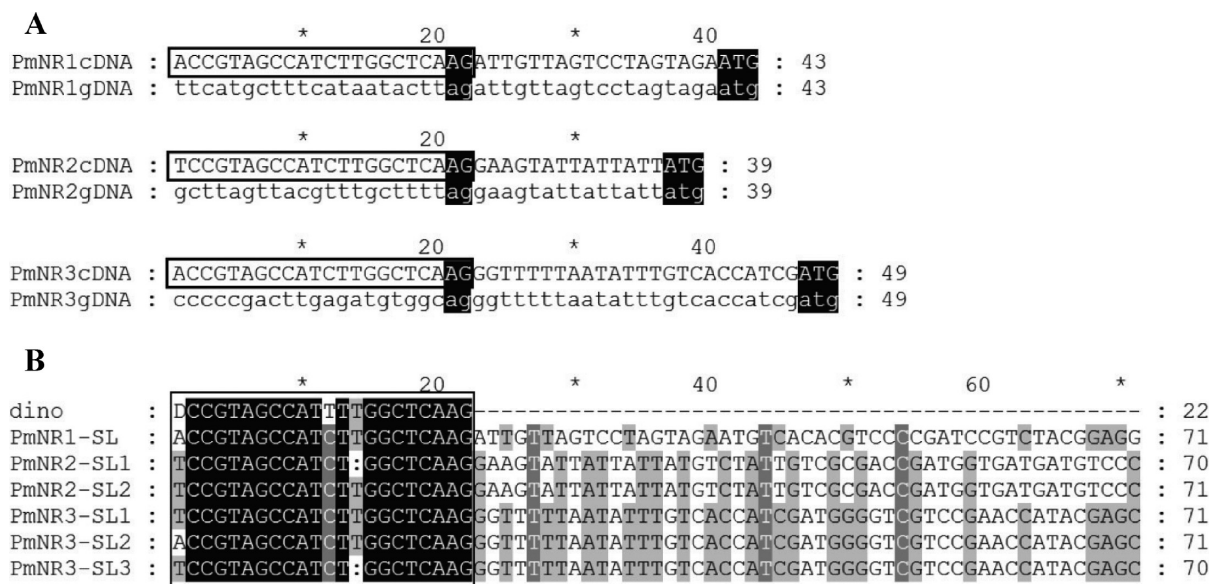 A
* 20 * 40
PmNR1cDNA : ACCGTAGCCATCTTGGCTCAAGATTGTTAGTCCTAGTAGAATG : 43
PmNR1gDNA : ttcatgctttcataatacttagattgttagtcctagtagaatg : 43
* 20 *
PmNR2cDNA : TCCGTAGCCATCTTGGCTCAAGGAAGTATTATTATTATG : 39
PmNR2gDNA : gcttagttacgtttgcttttaggaagtattattattatg : 39
* 20 * 40
PmNR3cDNA : ACCGTAGCCATCTTGGCTCAAGGGTTTTTAATATTTGTCACCATCGATG : 49
PmNR3gDNA : cccccgacttgagatgtggcagggtttttaatatttgtcaccatcgatg : 49
B
* 20 * 40 * 60 *
dino : DCCGTAGCCATTTTGGCTCAAG------------------------------------------------- : 22
PmNR1-SL : ACCGTAGCCATCTTGGCTCAAGATTGTTAGTCCTAGTAGAATGTCACACGTCCCCGATCCGTCTACGGAGG : 71
PmNR2-SL1 : TCCGTAGCCATCT:GGCTCAAGGAAGTATTATTATTATGTCTATTGTCGCGACCGATGGTGATGATGTCCC : 70
PmNR2-SL2 : TCCGTAGCCATCTTGGCTCAAGGAAGTATTATTATTATGTCTATTGTCGCGACCGATGGTGATGATGTCCC : 71
PmNR3-SL1 : TCCGTAGCCATCTTGGCTCAAGGGTTTTTAATATTTGTCACCATCGATGGGGTCGTCCGAACCATACGAGC : 71
PmNR3-SL2 : ACCGTAGCCATCTTGGCTCAAGGGTTTTTAATATTTGTCACCATCGATGGGGTCGTCCGAACCATACGAGC : 71
PmNR3-SL3 : TCCGTAGCCATCT:GGCTCAAGGGTTTTTAATATTTGTCACCATCGATGGGGTCGTCCGAACCATACGAGC : 70